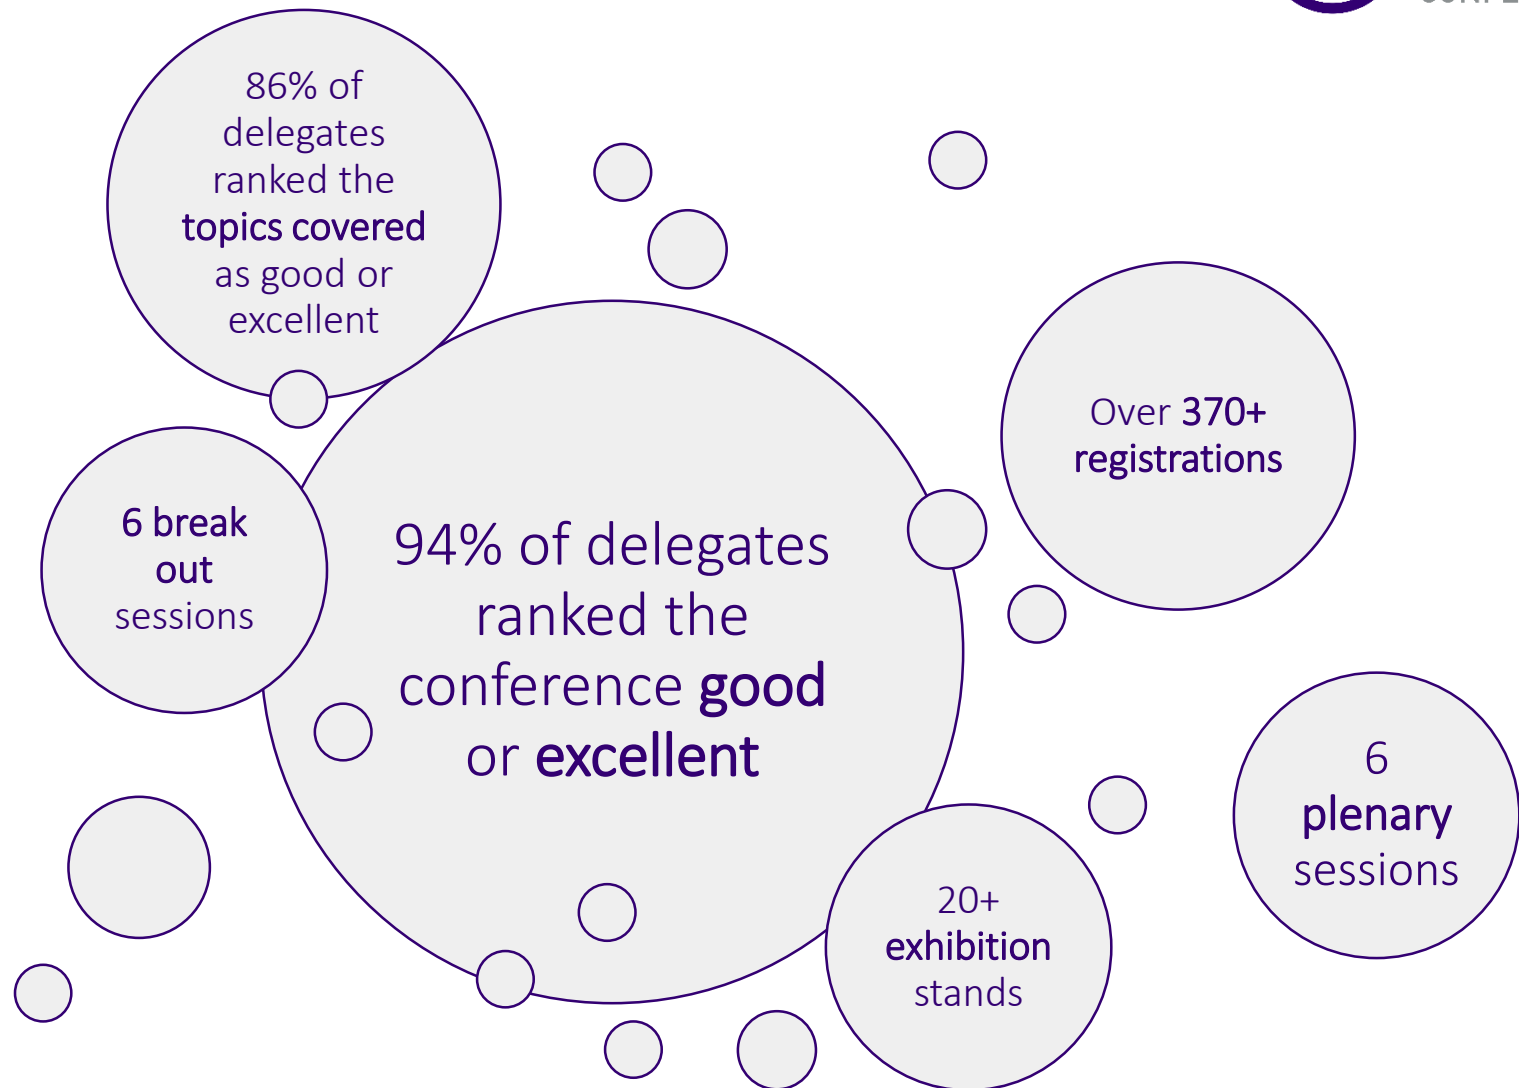 86% of
delegates
ranked the
topics covered
as good or
excellent
Over 370+
registrations
6 break
out
sessions
94% of delegates
ranked the
conference good
or excellent
6
plenary
sessions
20+
exhibition
stands